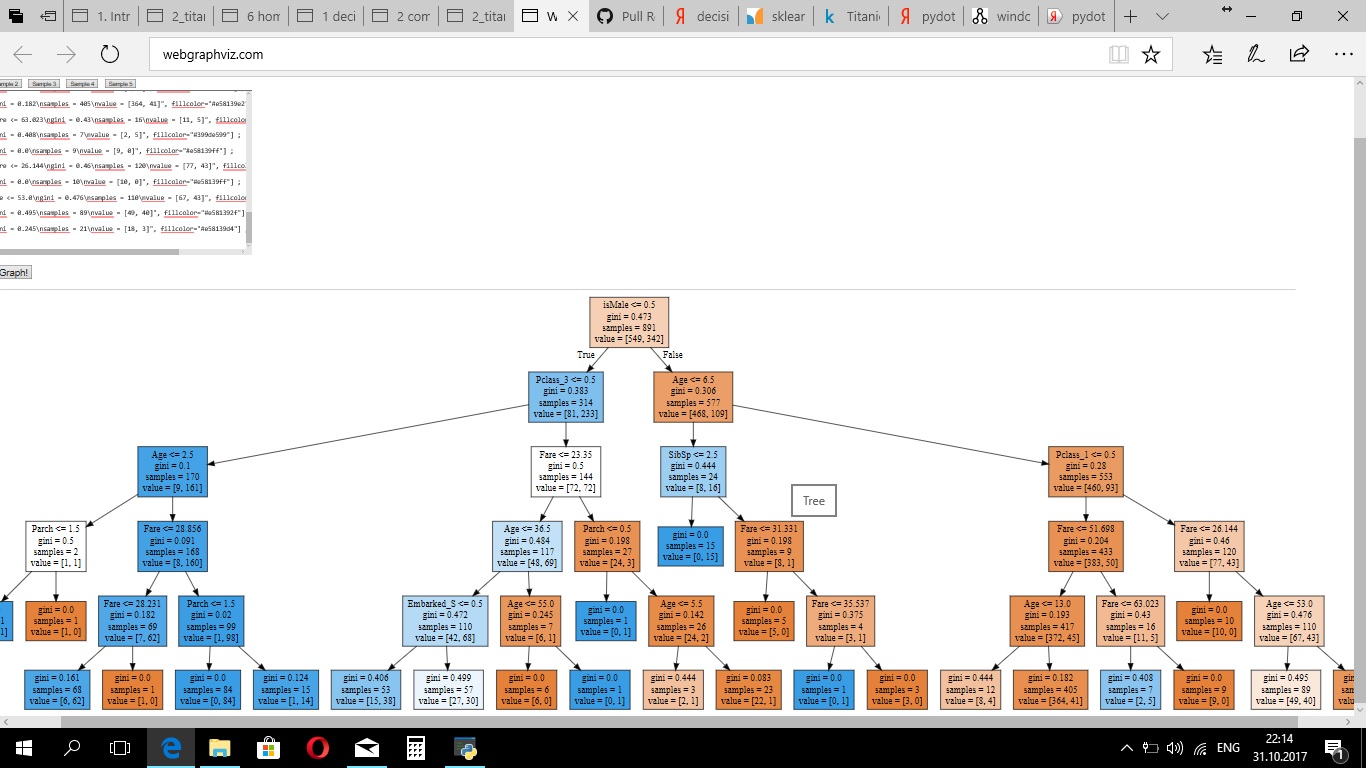 1. Intr
2_titar
6 hom
1 deci
2 com
2_titar
W
Pull R
decisi
sklear
Titani
pydot
windc
pydot
webgraphviz.com
Sample 3
Sample 4
Sample 5
ini = 0.182\nsamples = 405\nvalue = [364, 41]", fillcolor="#e58139e2"
re <= 63.023\ngini = 0.43\nsamples = 16\nvalue = [11, 5]", fillcolo
ini = 0.408\nsamples = 7\nvalue = [2, 5]", fillcolor="#399de599"] ;
ini = 0.0\nsamples = 9\nvalue = [9, 0]", fillcolor="#e58139ff"] ;
re <= 26.144\ngini = 0.46\nsamples = 120\nvalue = [77, 43]", fillco
ini = 0.0\nsamples = 10\nvalue = [10, 0]", fillcolor="#e58139ff"] ;
e <= 53.0\ngini = 0.476\nsamples = 110\nvalue = [67, 43]", fillcolo
ini = 0.495\nsamples = 89\nvalue = [49, 40]", fillcolor="#e581392f"]
ini = 0.245\nsamples = 21\nvalue = [18, 3]", fillcolor="#e58139d4"]
Graph!
isMale <= 0.5
gini = 0.473
samples = 891
value = [549, 342]
True
False
Pclass_3 <= 0.5
gini = 0.383
samples = 314
value = [81, 233]
Age <= 6.5
gini = 0.306
samples = 577
value = [468, 109]
Age <= 2.5
gini = 0.1
samples = 170
value = [9, 161]
Fare <= 23.35
gini = 0.5
samples = 144
value = [72, 72]
SibSp <= 2.5
gini = 0.444
samples = 24
value = [8, 16]
Pclass_1 <= 0.5
gini = 0.28
samples = 553
value = [460, 93]
Tree
Parch <= 1.5
gini = 0.5
samples = 2
value = [1, 1]
Fare <= 28.856
gini = 0.091
samples = 168
value = [8, 160]
Age <= 36.5
gini = 0.484
samples = 117
value = [48, 69]
Parch <= 0.5
gini = 0.198
samples = 27
value = [24, 3]
gini = 0.0
samples = 15
value = [0, 15]
Fare <= 31.331
gini = 0.198
samples = 9
value = [8, 1]
Fare <= 51.698
gini = 0.204
samples = 433
value = [383, 50]
Fare <= 26.144
gini = 0.46
samples = 120
value = [77, 43]
1
1]
gini = 0.0
samples = 1
value = [1, 0]
Fare <= 28.231
gini = 0.182
samples = 69
value = [7, 62]
Parch <= 1.5
gini = 0.02
samples = 99
value = [1, 98]
Embarked_S <= 0.5
gini = 0.472
samples = 110
value = [42, 68]
Age <= 55.0
gini = 0.245
samples = 7
value = [6, 1]
gini = 0.0
samples = 1
value = [0, 1]
Age <= 5.5
gini = 0.142
samples = 26
value = [24, 2]
gini = 0.0
samples = 5
value = [5, 0]
Fare <= 35.537
gini = 0.375
samples = 4
value = [3, 1]
Age <= 13.0
gini = 0.193
samples = 417
value = [372, 45]
Fare <= 63.023
gini = 0.43
samples = 16
value = [11, 5]
gini = 0.0
samples = 10
value = [10, 0]
Age <= 53.0
gini = 0.476
samples = 110
value = [67, 43]
gini = 0.161
samples = 68
value = [6, 62]
gini = 0.0
samples = 1
value = [1, 0]
gini = 0.0
samples = 84
value = [0, 84]
gini = 0.124
samples = 15
value = [1, 14]
gini = 0.406
samples = 53
value = [15, 38]
gini = 0.499
samples = 57
value = [27, 30]
gini = 0.0
samples = 6
value = [6, 0]
gini = 0.0
samples = 1
value = [0, 1]
gini = 0.444
samples = 3
value = [2, 1]
gini = 0.083
samples = 23
value = [22, 1]
gini = 0.0
samples = 1
value = [0, 1]
gini = 0.0
samples = 3
value = [3, 0]
gini = 0.444
samples = 12
value = [8, 4]
gini = 0.182
samples = 405
value = [364, 41]
gini = 0.408
samples = 7
value = [2, 5]
gini = 0.0
samples = 9
value = [9, 0]
gini = 0.495
samples = 89
value = [49, 40]
ENG
22:14
31.10.2017
1